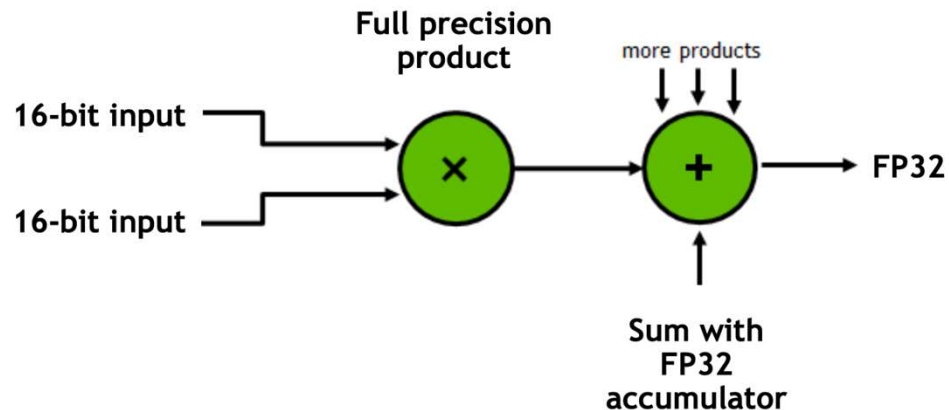 Full precision
product
more products
16-bit input
16-bit input
×
+
FP32
Sum with
FP32
accumulator